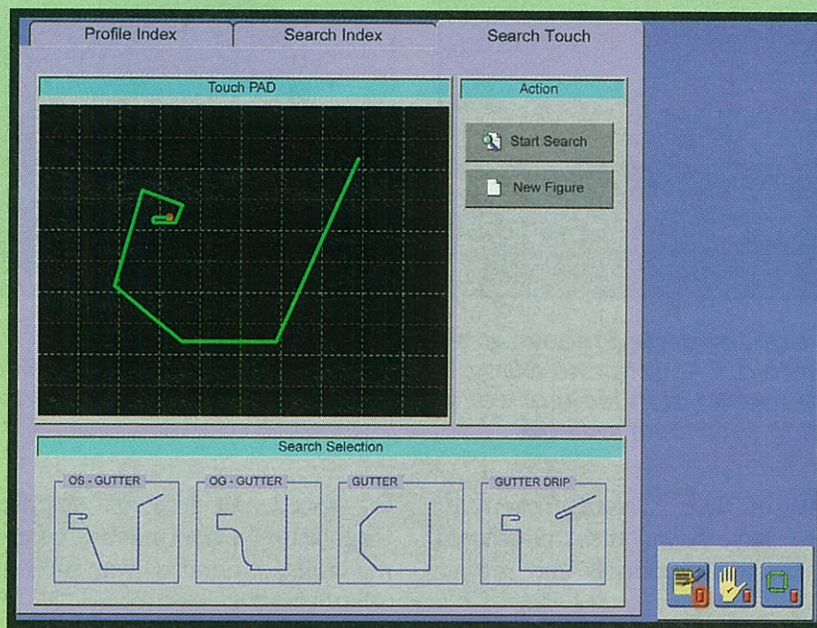 Profile Index
Search Index
Search Touch
Touch PAD
Action
Start Search
New Figure
Search Selection
OS - GUTTER
OG - GUTTER
GUTTER
GUTTER DRIP